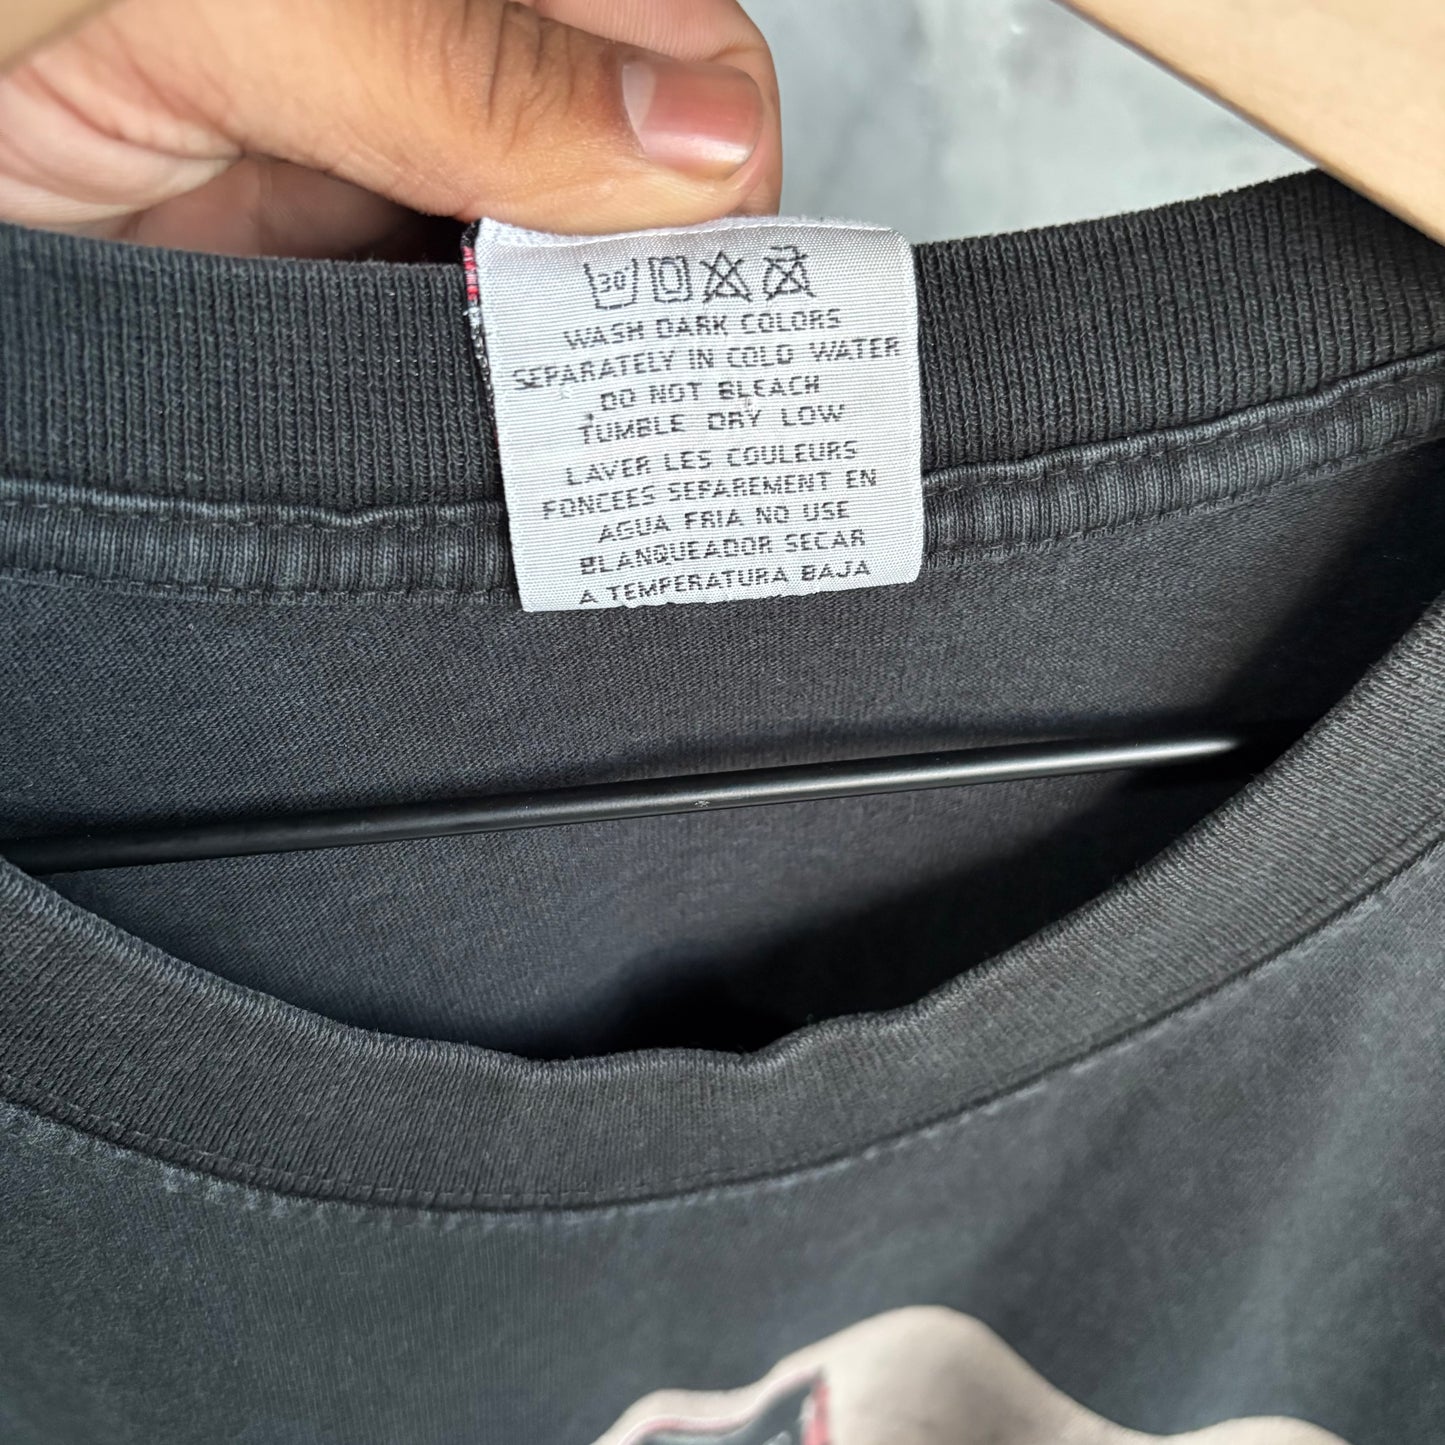 30
WASH DARK COLORS
SEPARATELY IN COLD WATER
DO NOT BLEACH
TUMBLE DRY LOW
LAVER LES COULEURS
FONCEES SEPAREMENT EN
AGUA FRIA NO USE
BLANQUEADOR SECAR
A TEMPERATURA BAJA